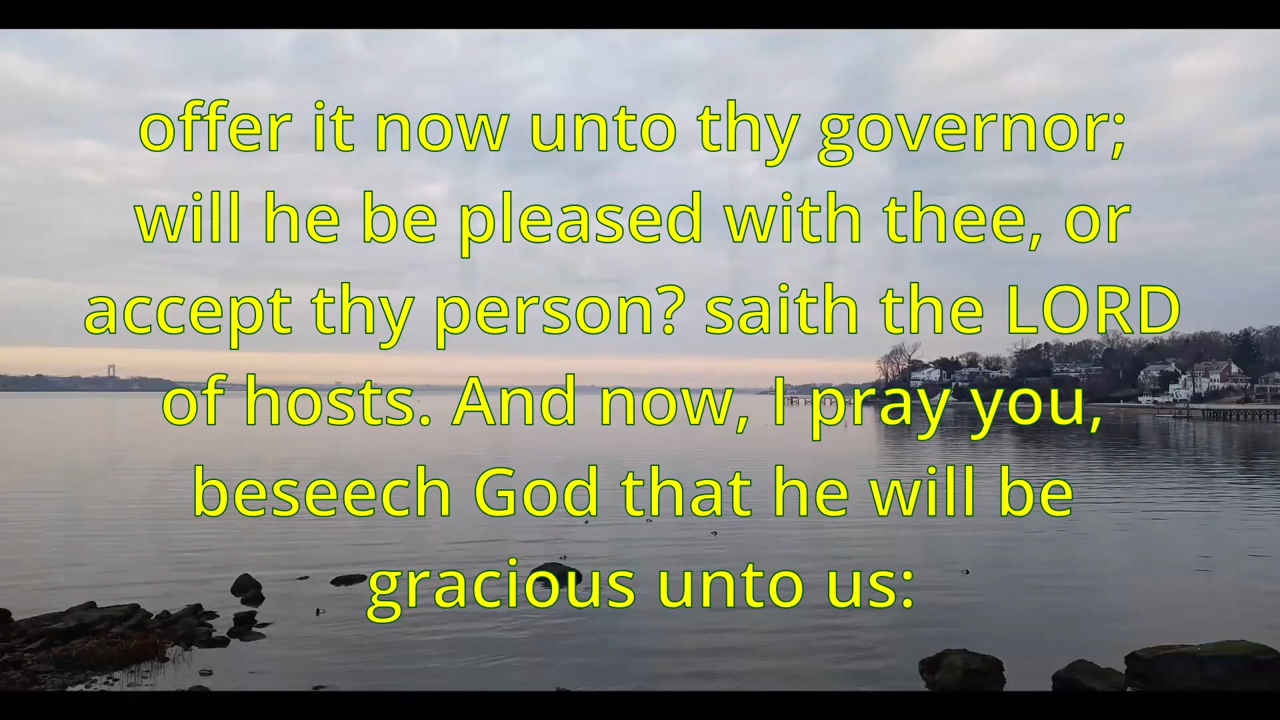 offer it now unto thy governor;
will he be pleased with thee, or
accept thy person? saith the LORD
of hosts. And now, I pray you,
beseech God that he will be
gracious unto us: